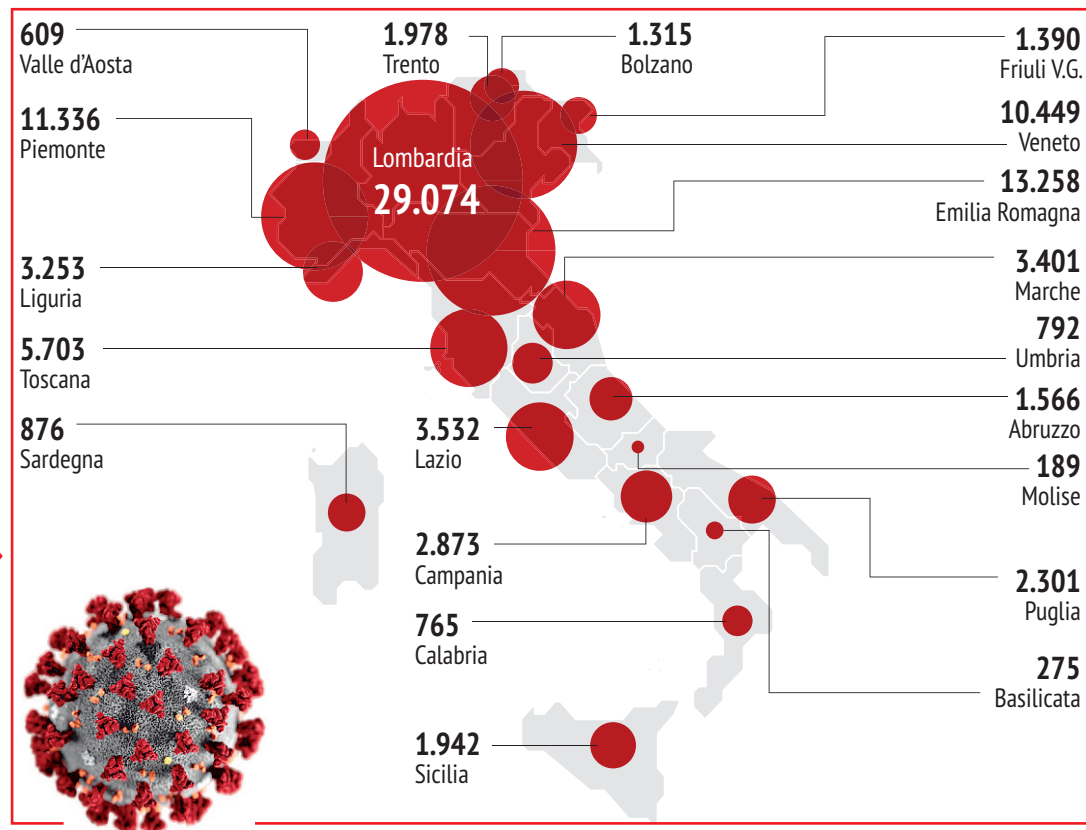 609
Valle d'Aosta
1.978
Trento
1.315
Bolzano
1.390
Friuli V.G.
11.336
Piemonte
10.449
Veneto
Lombardia
29.074
13.258
Emilia Romagna
3.253
Liguria
3.401
Marche
792
Umbria
5.703
Toscana
1.566
Abruzzo
876
Sardegna
3.532
Lazio
189
Molise
2.873
Campania
2.301
Puglia
765
Calabria
275
Basilicata
1.942
Sicilia